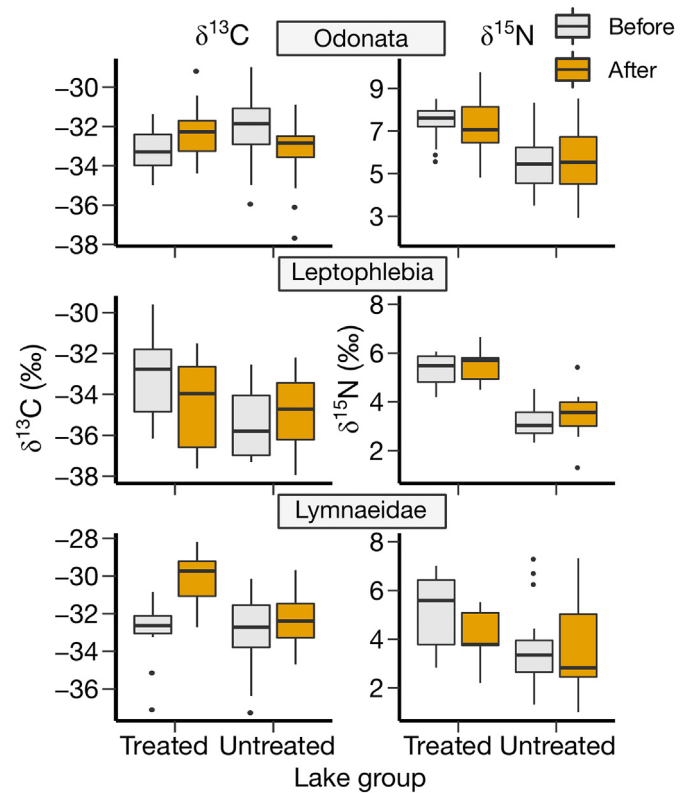 δ13C
Odonata
δ15N
Before
After
−30
−32
−34
−36
−38
9
7
5
3
Leptophlebia
δ13C (‰)
−30
−32
−34
−36
−38
δ15N (‰)
8
6
4
2
Lymnaeidae
−28
−30
−32
−34
−36
8
6
4
2
Treated Untreated
Treated Untreated
Lake group